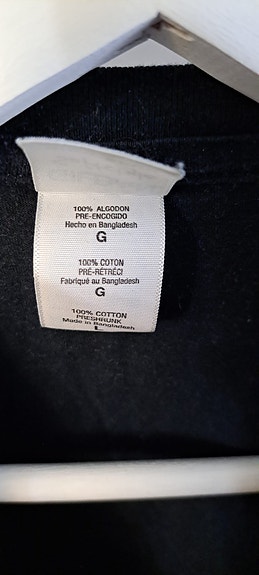 100% ALGODON
PRE-ENCOGIDO
Hecho en Bangladesh
G
100% COTON
PRÉ-RÉTRÉCI
Fabriqué au Bangladesh
G
100% COTTON
PRESHRUNK
Made in Bangladesh
L